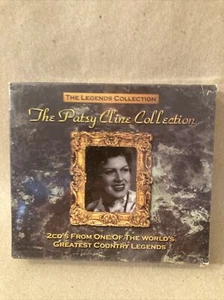 The Legends Collection
The Patsy Cline Collection
2CD's From One Of The World's
Greatest Country Legends